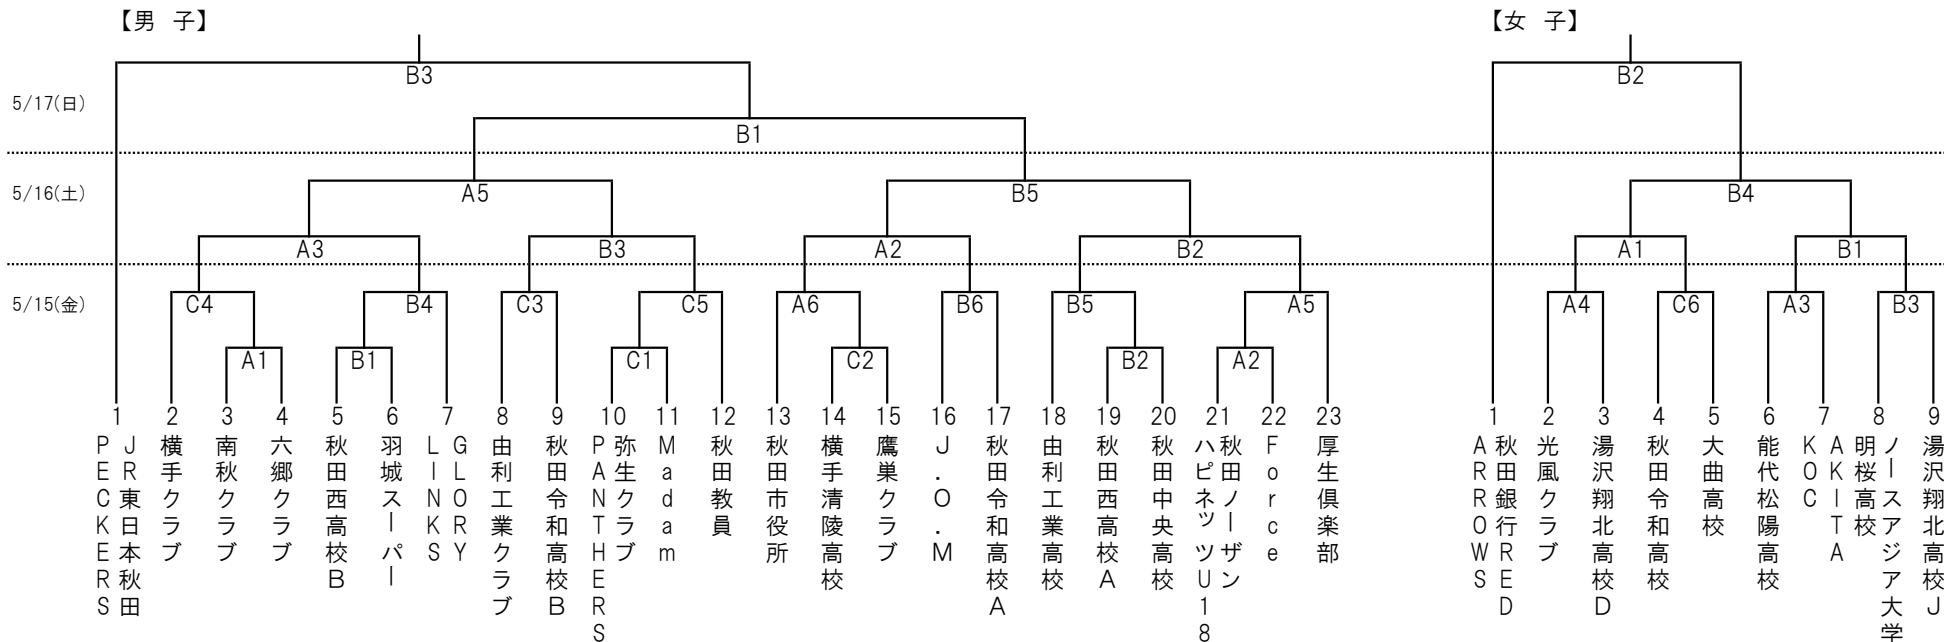 【男 子】
【女 子】
B3
B2
5/17(日)
B1
5/16(土)
A5
B5
B4
A3
B3
A2
B2
A1
B1
5/15(金)
C4
B4
C3
C5
A6
B6
B5
A5
A4
C6
A3
B3
A1
B1
C1
C2
B2
A2
1
JR東日本秋田
PECKERS
2
横手クラブ
3
南秋クラブ
4
六郷クラブ
5
秋田西高校B
6
羽城スーパー
7
GLORY
LINKS
8
由利工業クラブ
9
秋田令和高校B
10
弥生クラブ
PANTHERS
11
Madam
12
秋田教員
13
秋田市役所
14
横手清陵高校
15
鷹巣クラブ
16
J.O.M
17
秋田令和高校A
18
由利工業高校
19
秋田西高校A
20
秋田中央高校
21
秋田ノーザン
ハピネッツU18
22
Force
23
厚生倶楽部
1
秋田銀行RED
ARROWS
2
光風クラブ
3
湯沢翔北高校D
4
秋田令和高校
5
大曲高校
6
能代松陽高校
7
AKITA
KOC
8
ノースアジア大学
明桜高校
9
湯沢翔北高校J